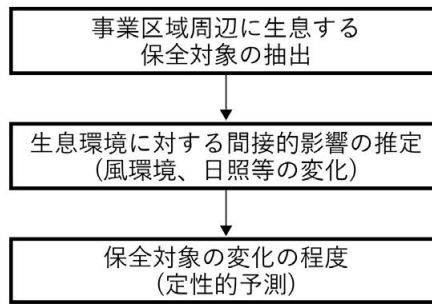 事業区域周辺に生息する
保全対象の抽出
生息環境に対する間接的影響の推定
(風環境、日照等の変化)
保全対象の変化の程度
(定性的予測)